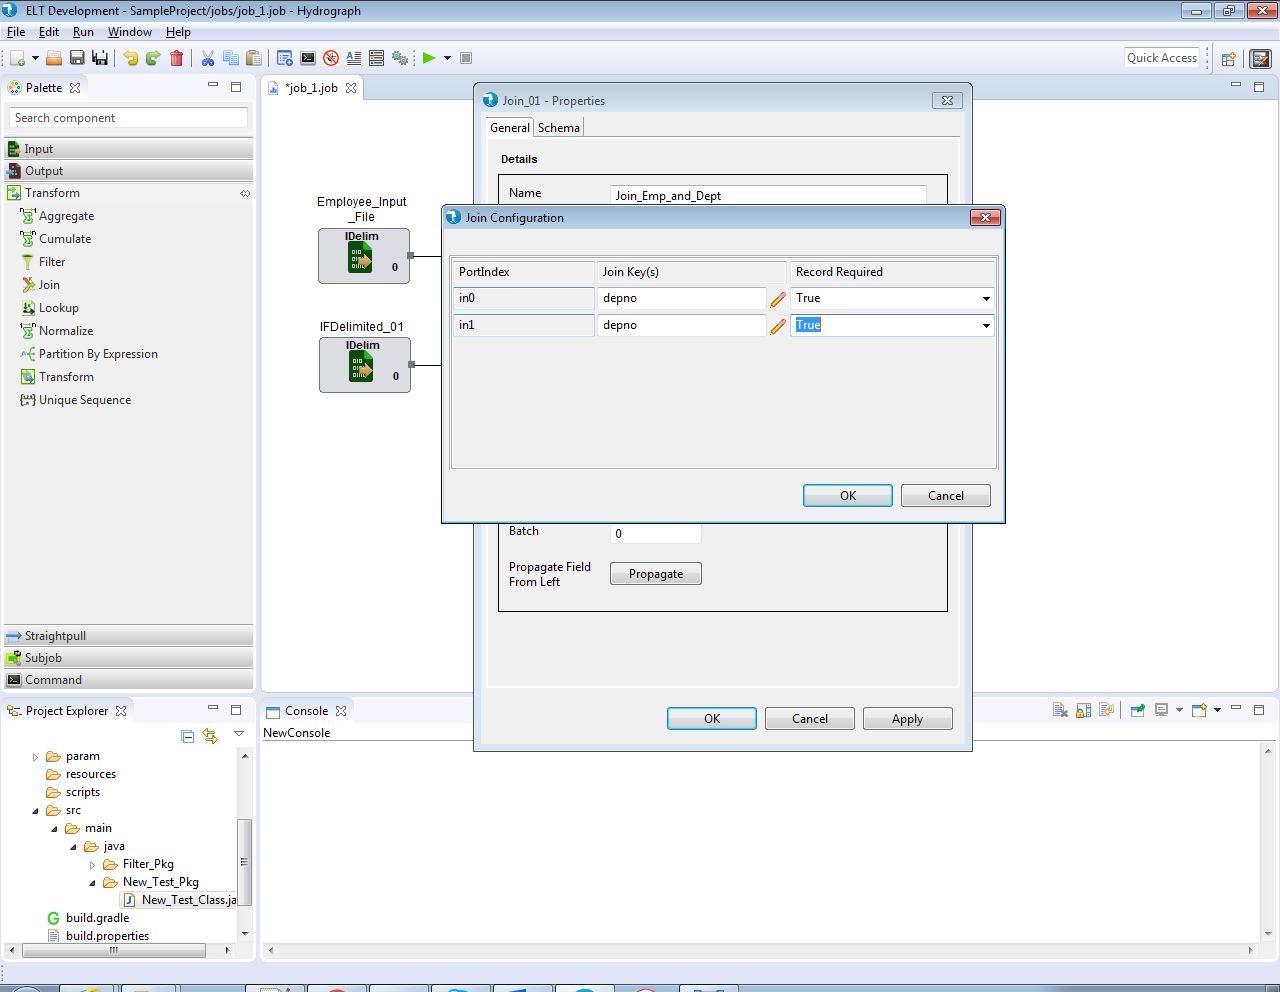 ELT Development - SampleProject/jobs/job_1.job - Hydrograph
File Edit Run Window Help
Quick Access
Palette
Search component
Input
Output
Transform
Aggregate
Cumulate
Filter
Join
Lookup
Normalize
Partition By Expression
Transform
Unique Sequence
Straightpull
Subjob
Command
*job_1.job
Employee_Input
_File
IDelim
0
IFDelimited_01
IDelim
0
Join_01 - Properties
General Schema
Details
Name Join_Emp_and_Dept
Join Configuration
PortIndex Join Key(s) Record Required
in0 depno True
in1 depno True
OK Cancel
Batch 0
Propagate Field
From Left
Propagate
OK Cancel Apply
Project Explorer
param
resources
scripts
src
main
java
Filter_Pkg
New_Test_Pkg
New_Test_Class.ja
build.gradle
build.properties
Console
NewConsole